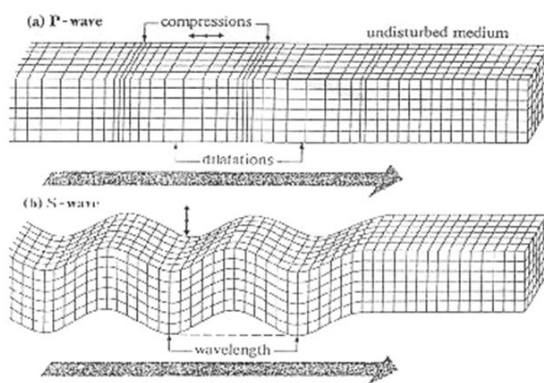 (a) P-wave
compressions
undisturbed medium
dilatations
(b) S-wave
wavelength